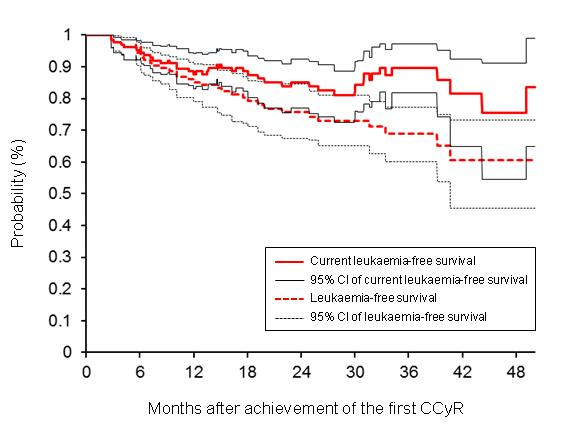 1
0.9
0.8
0.7
0.6
0.5
0.4
0.3
0.2
0.1
0
Probability (%)
Current leukaemia-free survival
95% CI of current leukaemia-free survival
Leukaemia-free survival
95% CI of leukaemia-free survival
0 6 12 18 24 30 36 42 48
Months after achievement of the first CCyR